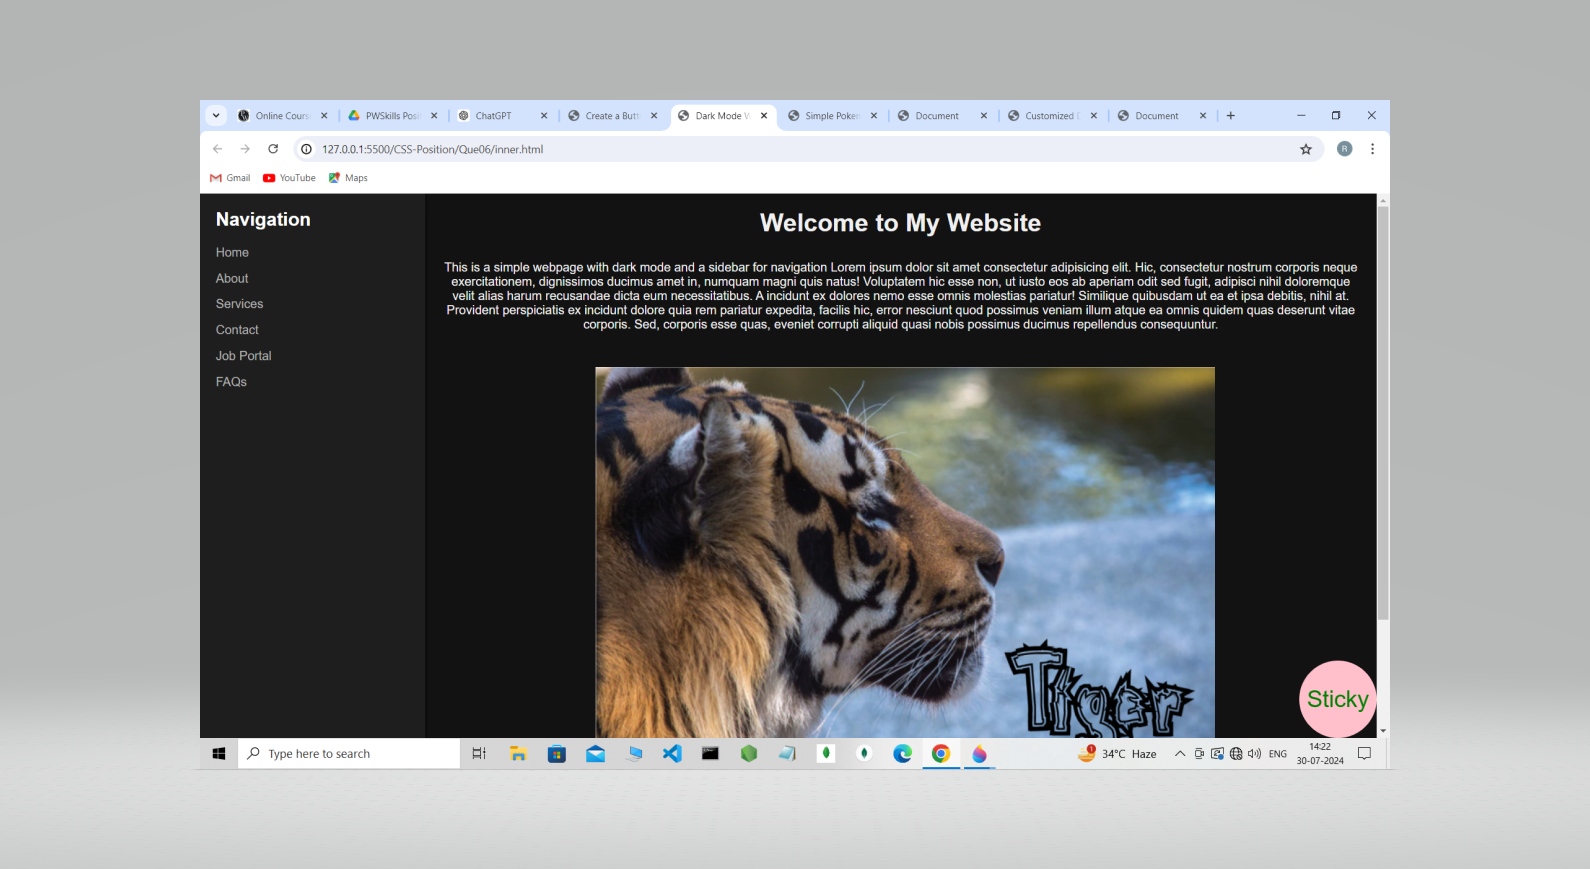 Online Cours
PWSkills Posi
ChatGPT
Create a Butt
Dark Mode W
Simple Poken
Document
Customized D
Document
127.0.0.1:5500/CSS-Position/Que06/inner.html
R
Gmail
YouTube
Maps
Navigation
Home
About
Services
Contact
Job Portal
FAQs
Welcome to My Website
This is a simple webpage with dark mode and a sidebar for navigation Lorem ipsum dolor sit amet consectetur adipisicing elit. Hic, consectetur nostrum corporis neque
exercitationem, dignissimos ducimus amet in, numquam magni quis natus! Voluptatem hic esse non, ut iusto eos ab aperiam odit sed fugit, adipisci nihil doloremque
velit alias harum recusandae dicta eum necessitatibus. A incidunt ex dolores nemo esse omnis molestias pariatur! Similique quibusdam ut ea et ipsa debitis, nihil at.
Provident perspiciatis ex incidunt dolore quia rem pariatur expedita, facilis hic, error nesciunt quod possimus veniam illum atque ea omnis quidem quas deserunt vitae
corporis. Sed, corporis esse quas, eveniet corrupti aliquid quasi nobis possimus ducimus repellendus consequuntur.
Tiger
Sticky
Type here to search
1
34°C Haze
ENG
14:22
30-07-2024